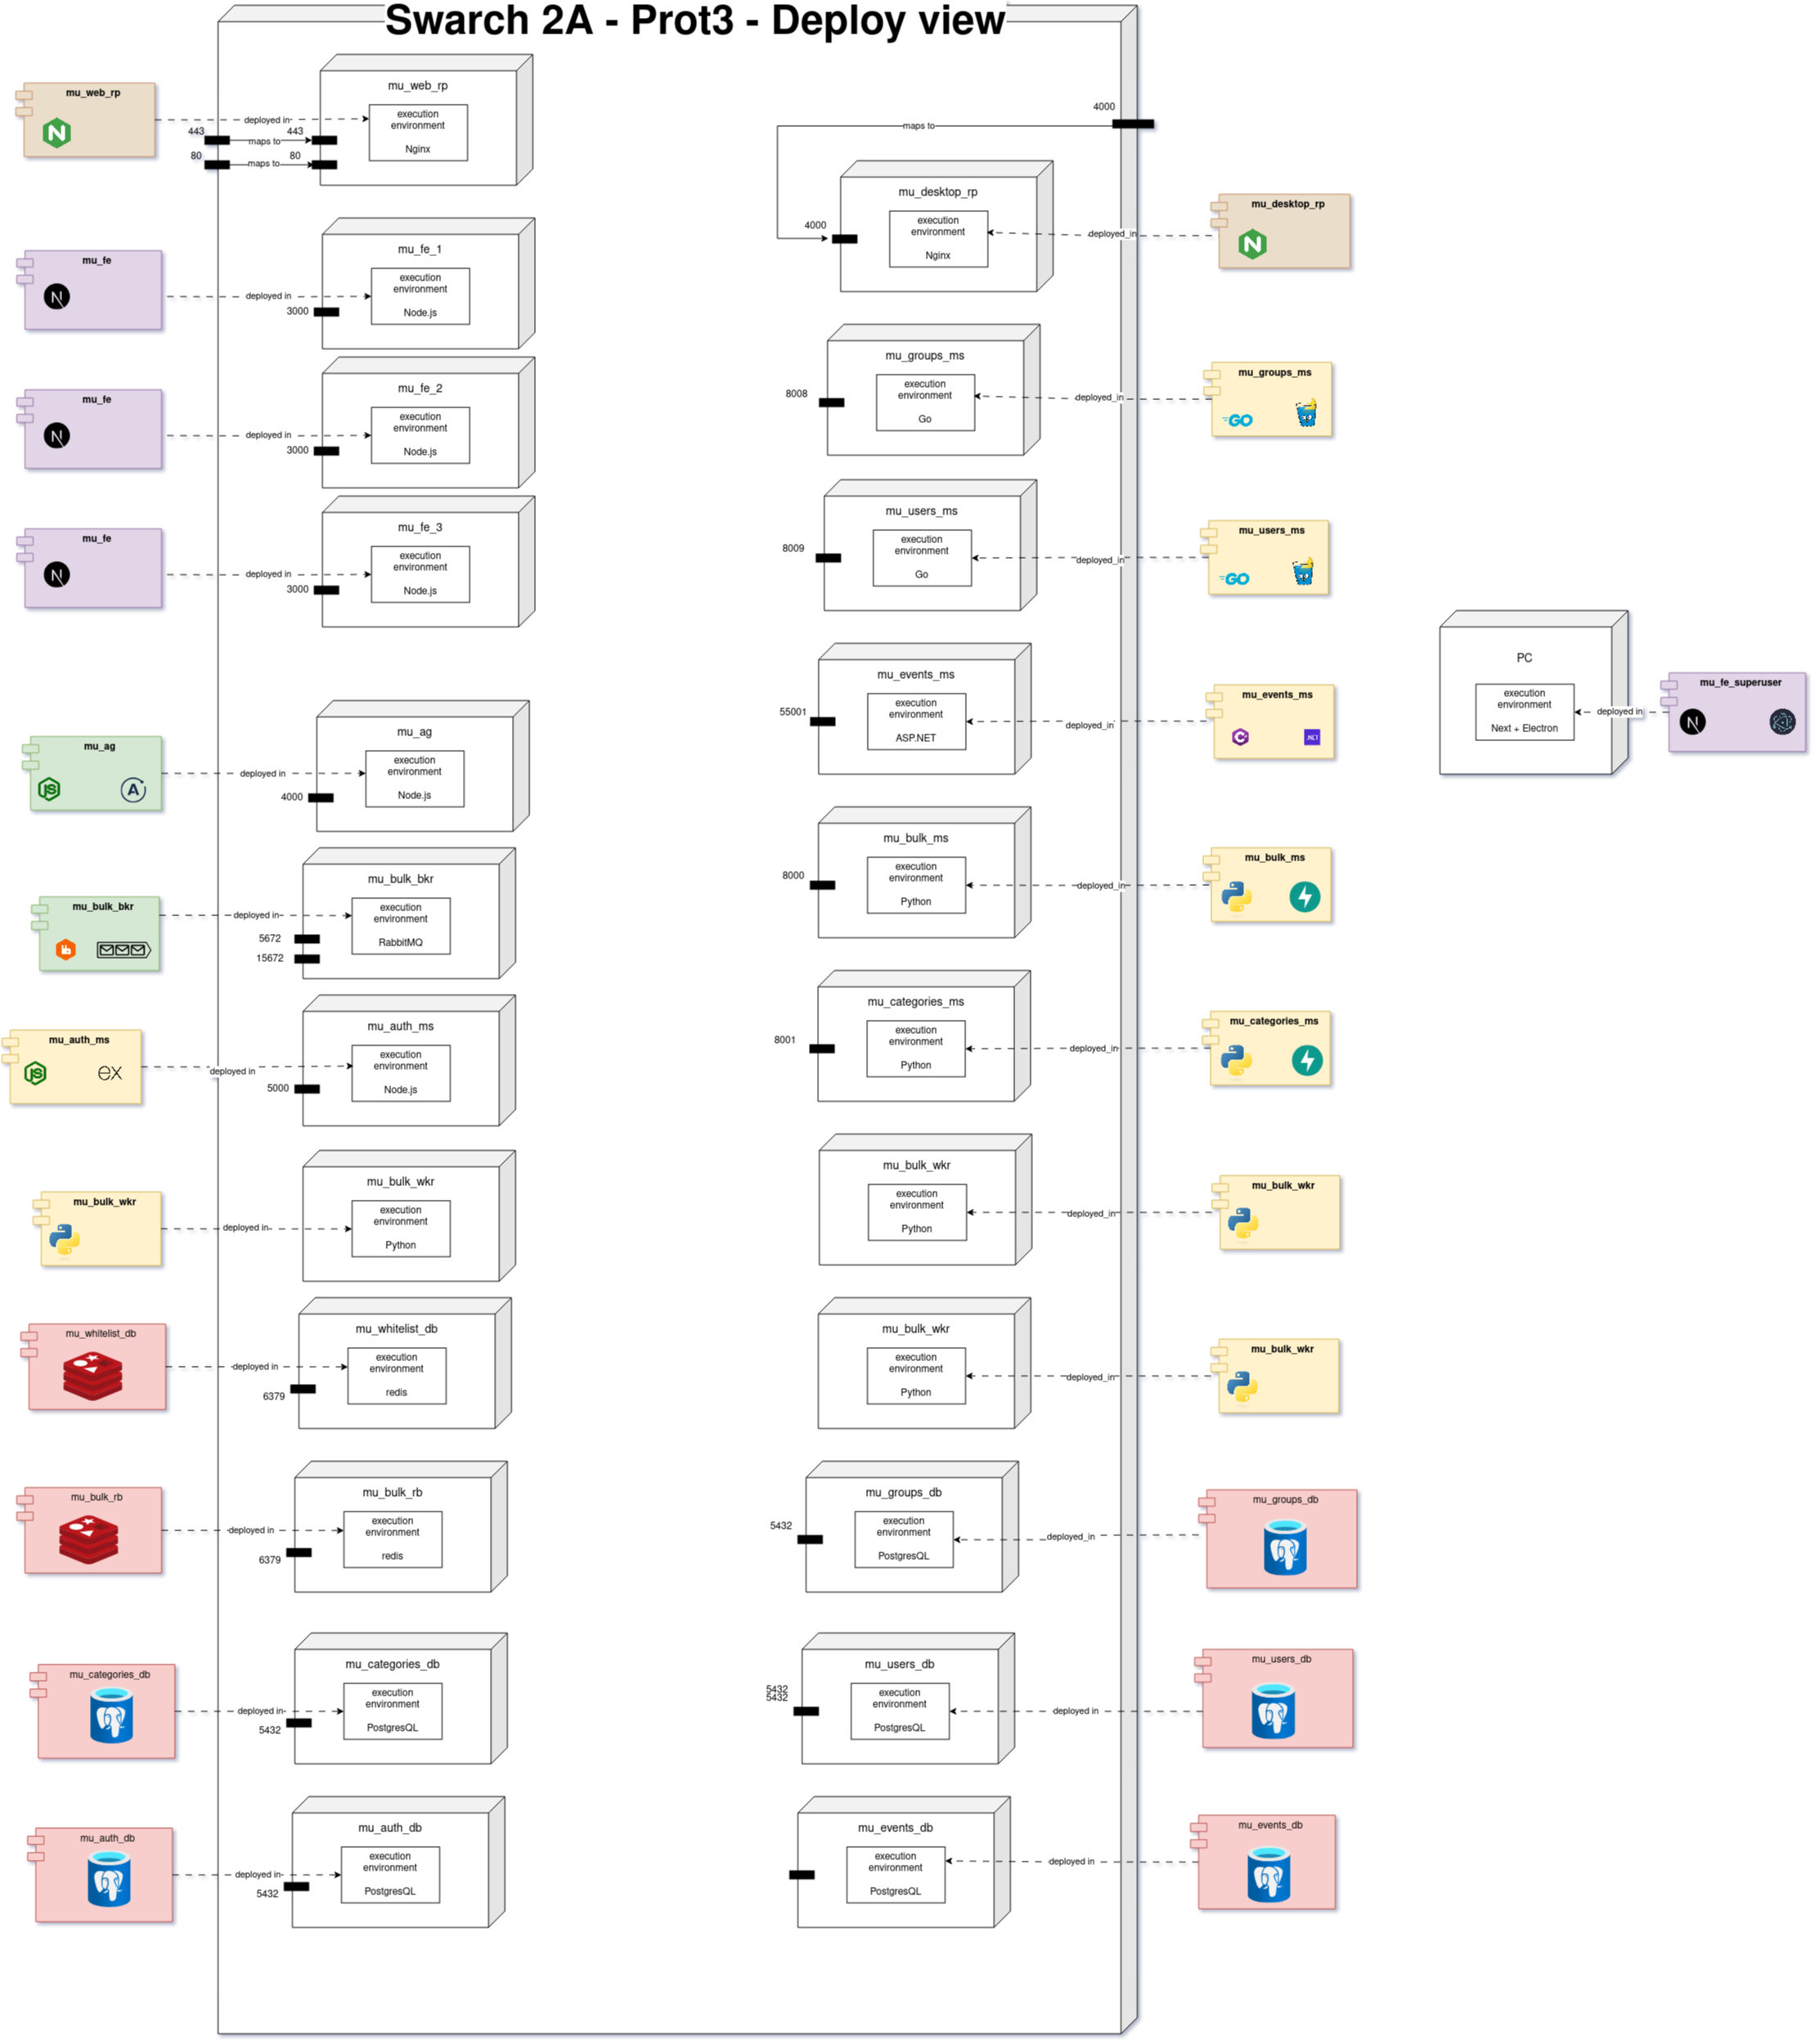 Swarch 2A - Prot3 - Deploy view
mu_web_rp
deployed in
443
maps to
443
80
maps to
80
mu_web_rp
execution
environment
Nginx
mu_fe
deployed in
3000
mu_fe_1
execution
environment
Node.js
mu_fe
deployed in
3000
mu_fe_2
execution
environment
Node.js
mu_fe
deployed in
3000
mu_fe_3
execution
environment
Node.js
mu_ag
JS
A
deployed in
4000
mu_ag
execution
environment
Node.js
mu_bulk_bkr
deployed in
5672
15672
mu_bulk_bkr
execution
environment
RabbitMQ
mu_auth_ms
JS
ex
deployed in
5000
mu_auth_ms
execution
environment
Node.js
mu_bulk_wkr
deployed in
mu_bulk_wkr
execution
environment
Python
mu_whitelist_db
deployed in
6379
mu_whitelist_db
execution
environment
redis
mu_bulk_rb
deployed in
6379
mu_bulk_rb
execution
environment
redis
mu_categories_db
deployed in
5432
mu_categories_db
execution
environment
PostgresQL
mu_auth_db
deployed in
5432
mu_auth_db
execution
environment
PostgresQL
4000
maps to
4000
mu_desktop_rp
execution
environment
Nginx
deployed_in
mu_desktop_rp
8008
mu_groups_ms
execution
environment
Go
deployed_in
mu_groups_ms
GO
8009
mu_users_ms
execution
environment
Go
deployed_in
mu_users_ms
GO
55001
mu_events_ms
execution
environment
ASP.NET
deployed_in
mu_events_ms
C
.NET
8000
mu_bulk_ms
execution
environment
Python
deployed_in
mu_bulk_ms
8001
mu_categories_ms
execution
environment
Python
deployed_in
mu_categories_ms
mu_bulk_wkr
execution
environment
Python
deployed_in
mu_bulk_wkr
mu_bulk_wkr
execution
environment
Python
deployed_in
mu_bulk_wkr
5432
mu_groups_db
execution
environment
PostgresQL
deployed_in
mu_groups_db
5432
5432
mu_users_db
execution
environment
PostgresQL
deployed in
mu_users_db
mu_events_db
execution
environment
PostgresQL
deployed in
mu_events_db
PC
execution
environment
Next + Electron
deployed in
mu_fe_superuser